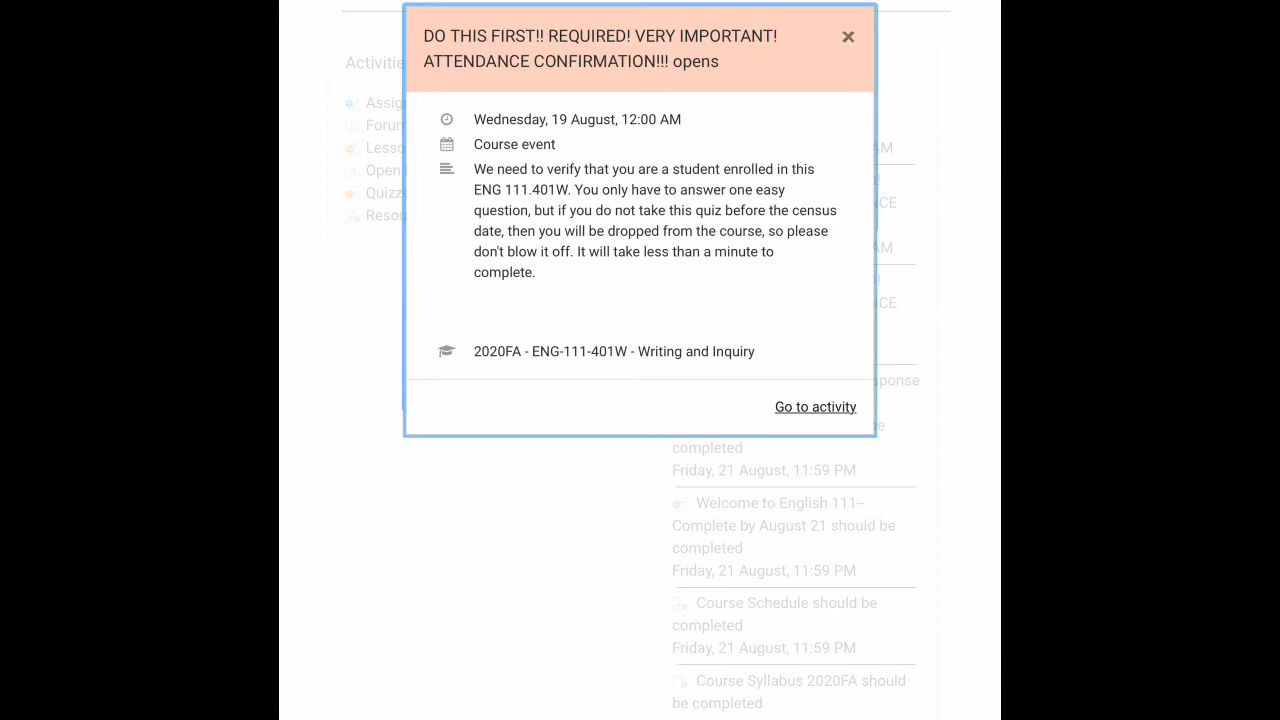 DO THIS FIRST!! REQUIRED! VERY IMPORTANT!
ATTENDANCE CONFIRMATION!!! opens
Wednesday, 19 August, 12:00 AM
Course event
We need to verify that you are a student enrolled in this
ENG 111.401W. You only have to answer one easy
question, but if you do not take this quiz before the census
date, then you will be dropped from the course, so please
don't blow it off. It will take less than a minute to
complete.
2020FA - ENG-111-401W - Writing and Inquiry
Go to activity
completed
Friday, 21 August, 11:59 PM
Welcome to English 111--
Complete by August 21 should be
completed
Friday, 21 August, 11:59 PM
Course Schedule should be
completed
Friday, 21 August, 11:59 PM
Course Syllabus 2020FA should
be completed